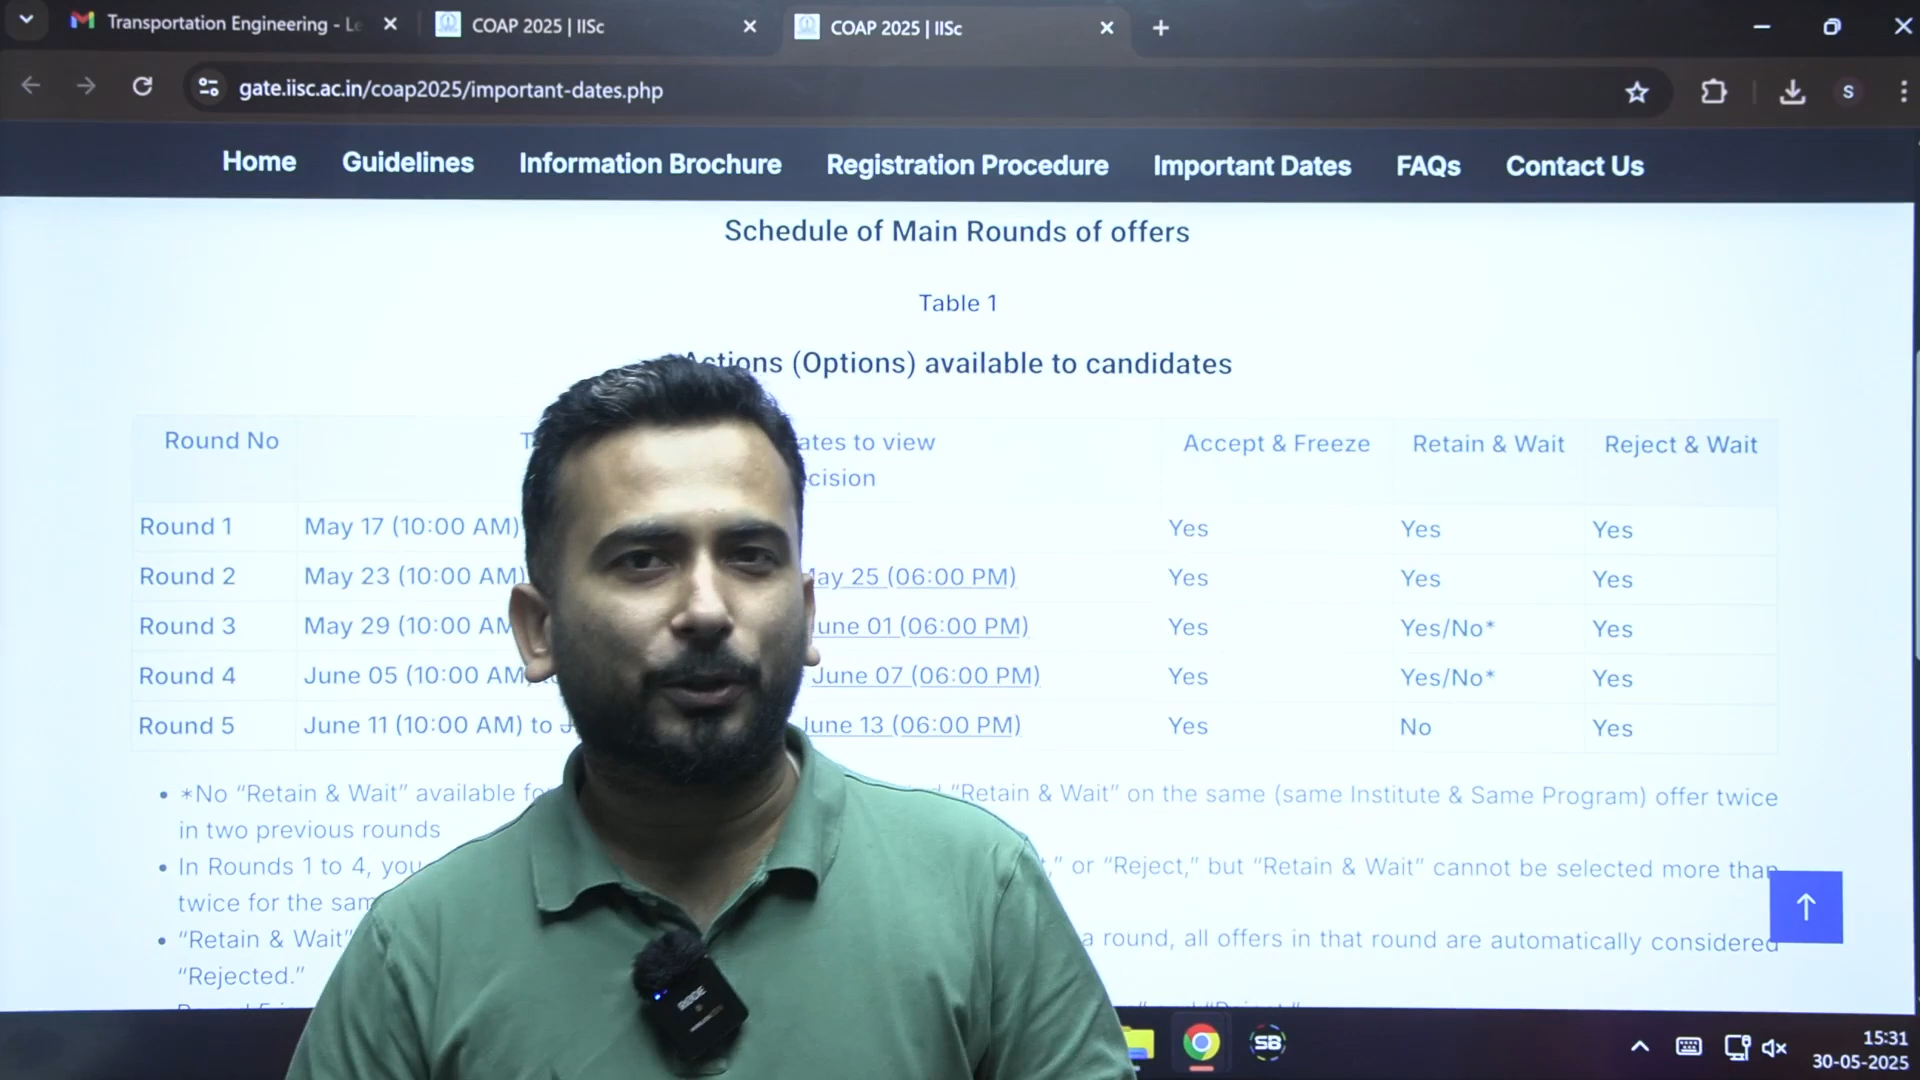 Transportation Engineering - Le
COAP 2025 | IISc
COAP 2025 | IISc
gate.iisc.ac.in/coap2025/important-dates.php
S
Home Guidelines Information Brochure Registration Procedure Important Dates FAQs Contact Us
Schedule of Main Rounds of offers
Table 1
Actions (Options) available to candidates
Round No T ates to view Accept & Freeze Retain & Wait Reject & Wait
cision
Round 1 May 17 (10:00 AM) Yes Yes Yes
Round 2 May 23 (10:00 AM) May 25 (06:00 PM) Yes Yes Yes
Round 3 May 29 (10:00 AM June 01 (06:00 PM) Yes Yes/No* Yes
Round 4 June 05 (10:00 AM) June 07 (06:00 PM) Yes Yes/No* Yes
Round 5 June 11 (10:00 AM) to June 13 (06:00 PM) Yes No Yes
• *No “Retain & Wait” available “Retain & Wait” on the same (same Institute & Same Program) offer twice
in two previous rounds
• In Rounds 1 to 4, you or “Reject,” but “Retain & Wait” cannot be selected more than
twice for the sam
• “Retain & Wait” a round, all offers in that round are automatically considered
“Rejected.”
RODE
SB
15:31
30-05-2025